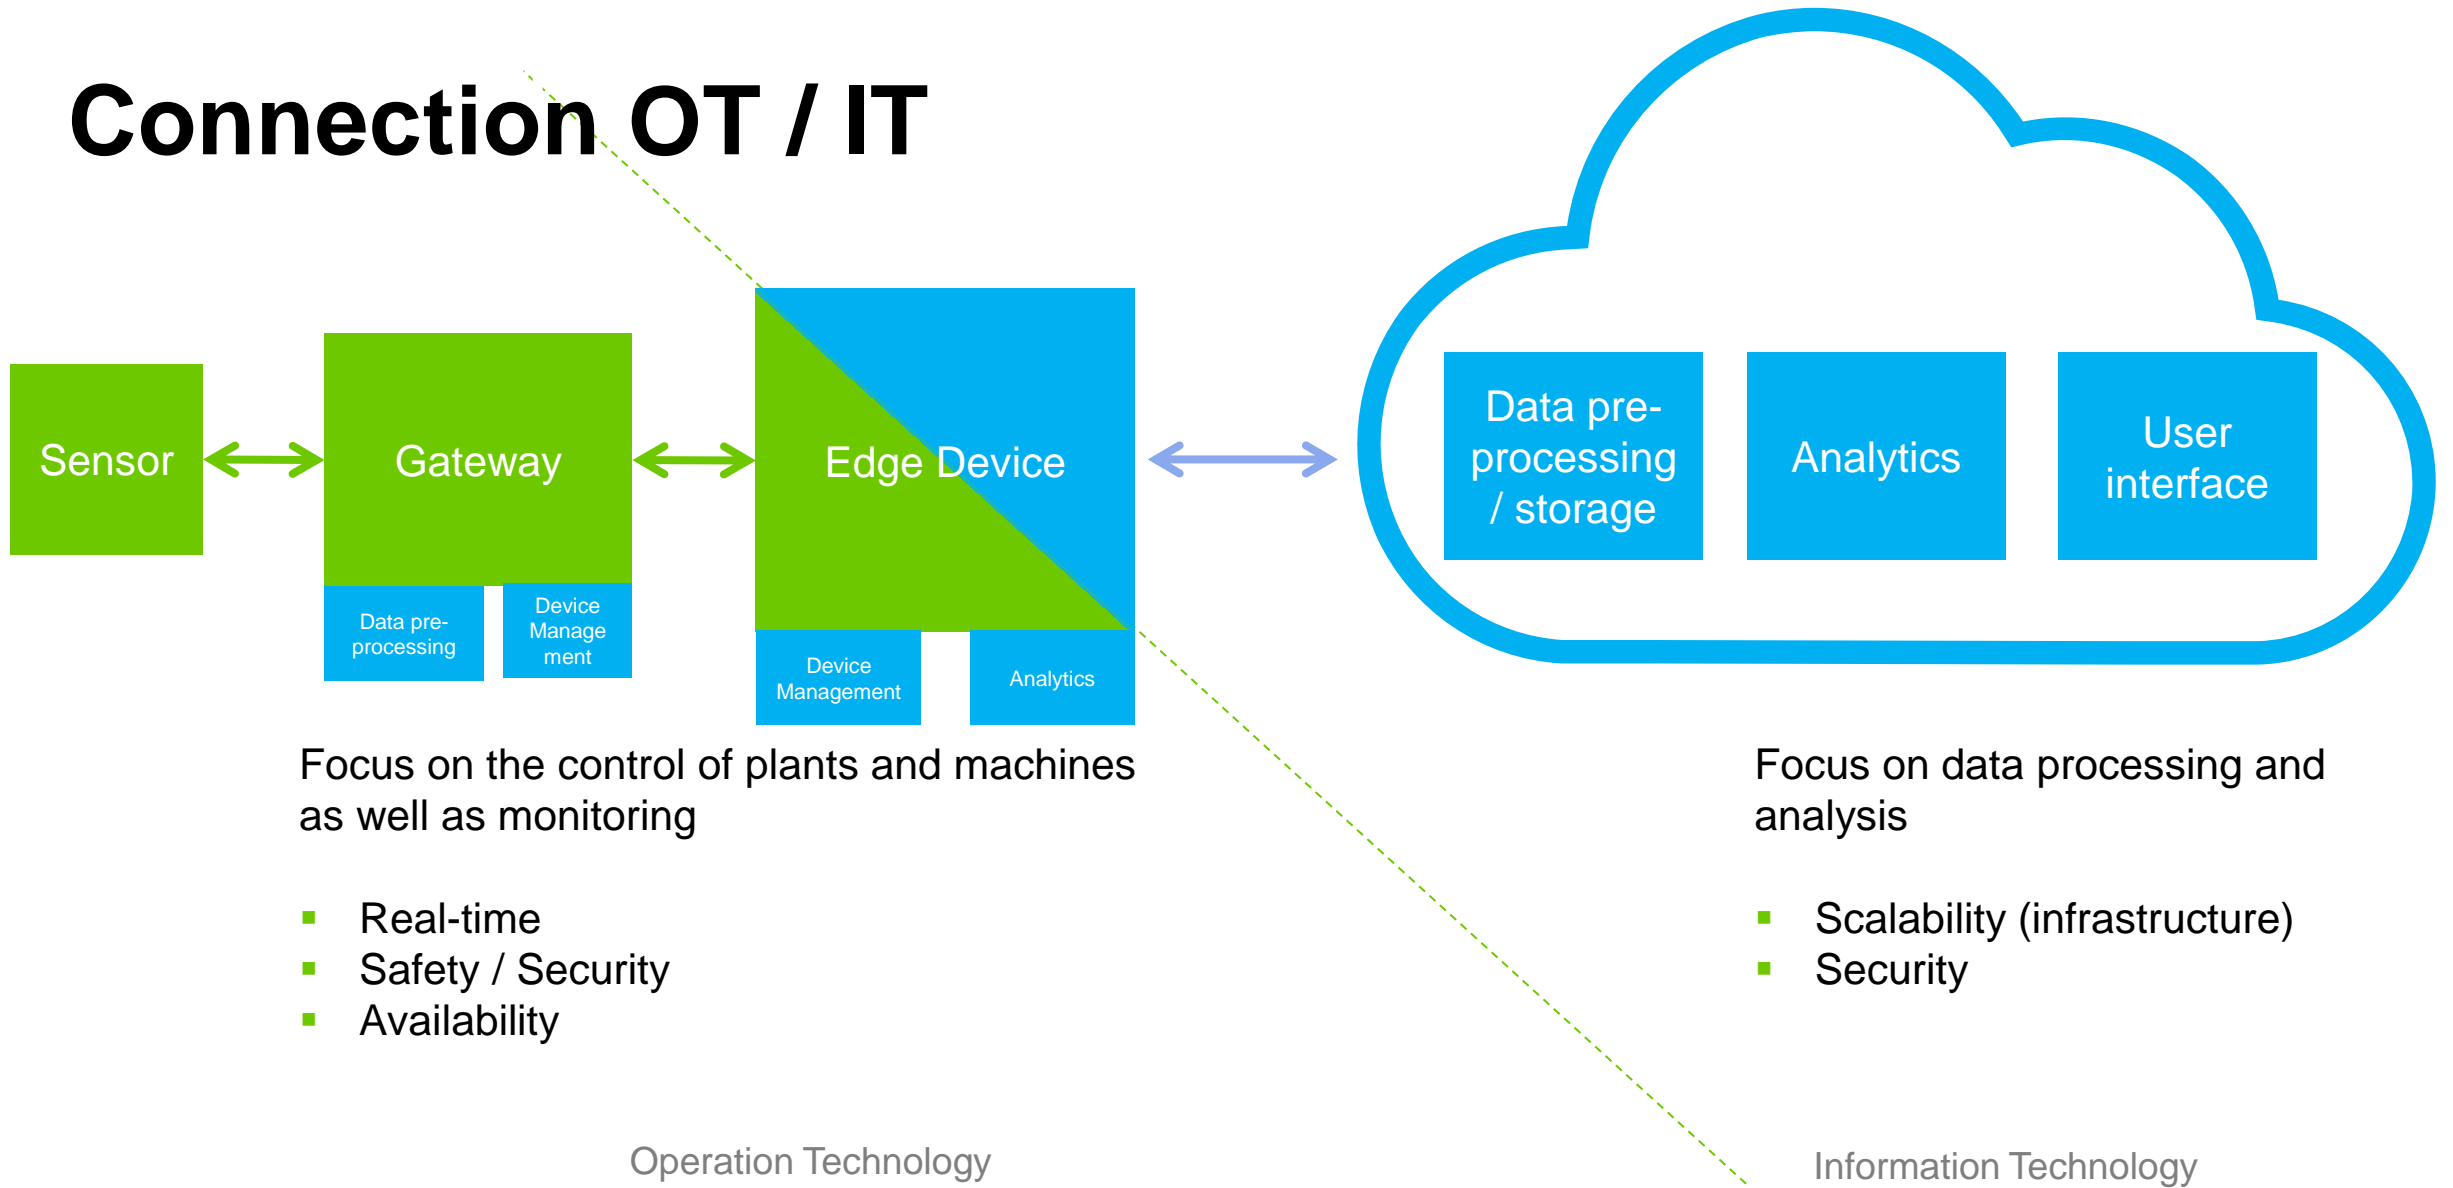 Connection OT / IT
Sensor
Gateway
Data pre-
processing
Device
Manage
ment
Edge Device
Device
Management
Analytics
Data pre-
processing
/ storage
Analytics
User
interface
Focus on the control of plants and machines
as well as monitoring
Real-time
Safety / Security
Availability
Focus on data processing and
analysis
Scalability (infrastructure)
Security
Operation Technology
Information Technology